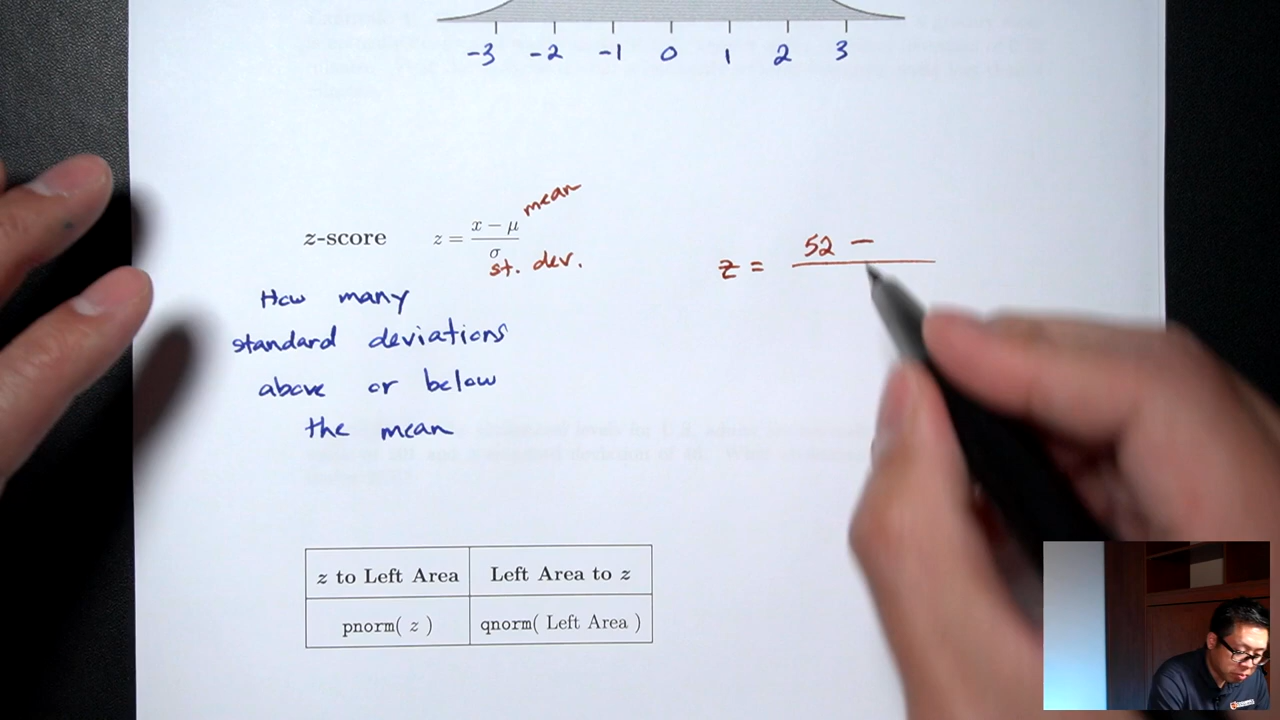 -3 -2 -1 0 1 2 3
mean
z-score z = x − μ / σ
st. dev.
z = 52 −
How many
standard deviations
above or below
the mean
z to Left Area Left Area to z
pnorm( z ) qnorm( Left Area )